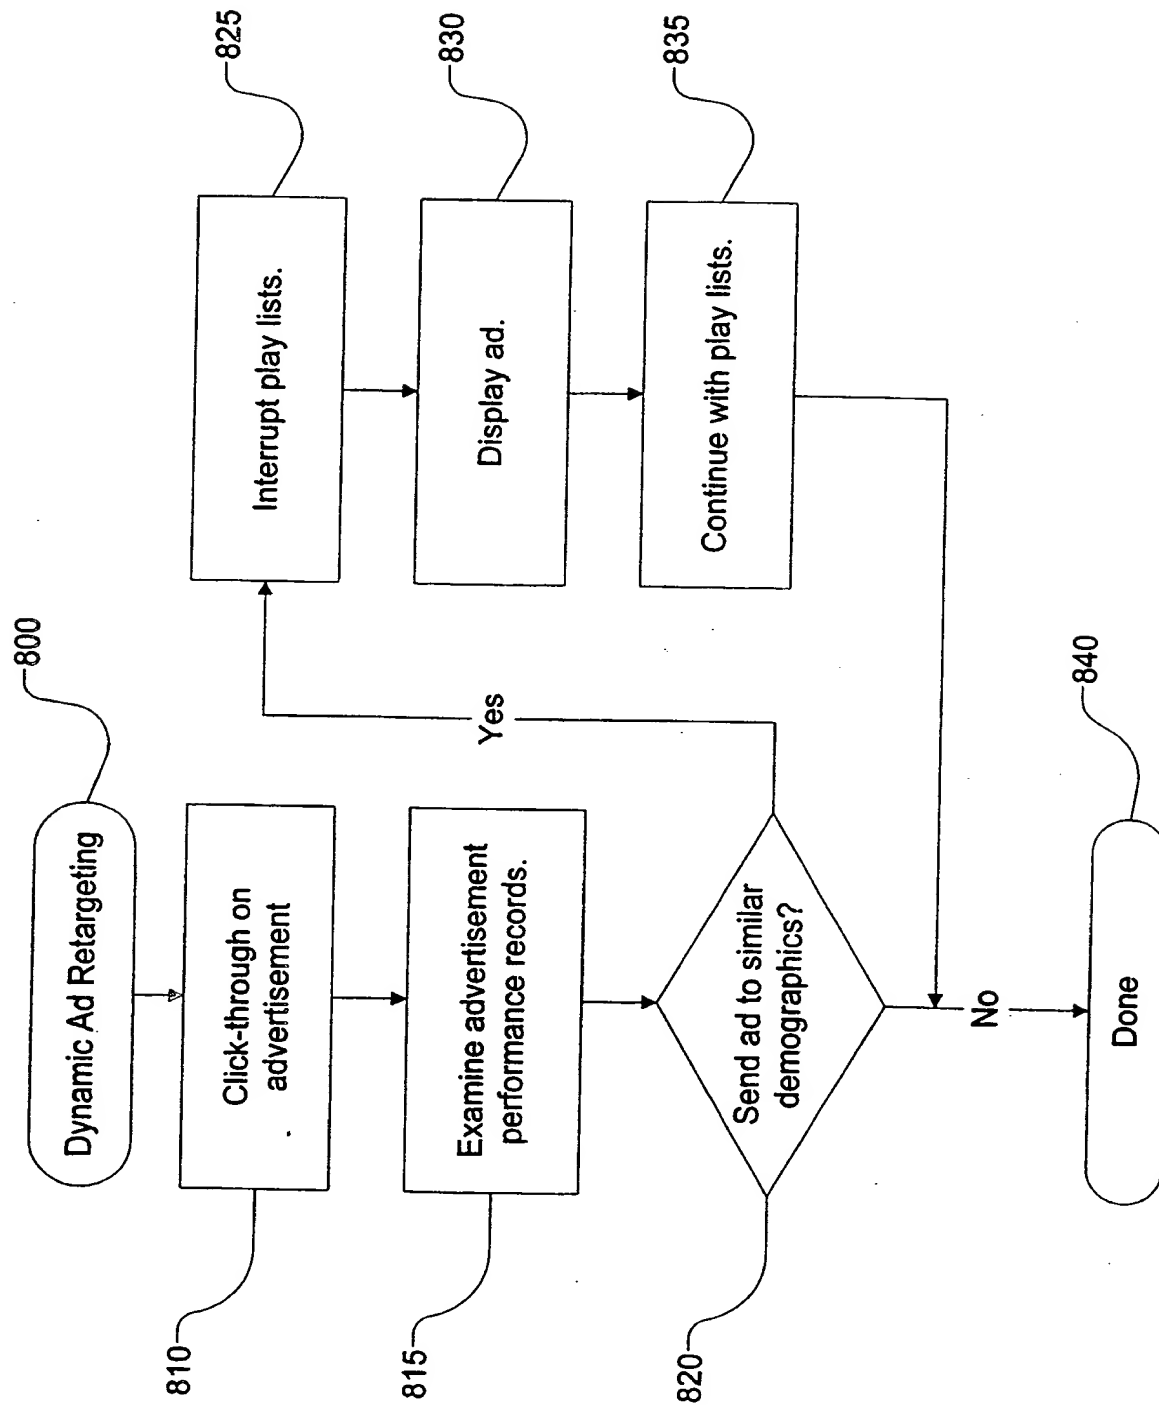 Dynamic Ad Retargeting
800
Click-through on
advertisement
810
Examine advertisement
performance records.
815
Send ad to similar
demographics?
820
Yes
Interrupt play lists.
825
Display ad.
830
Continue with play lists.
835
No
Done
840